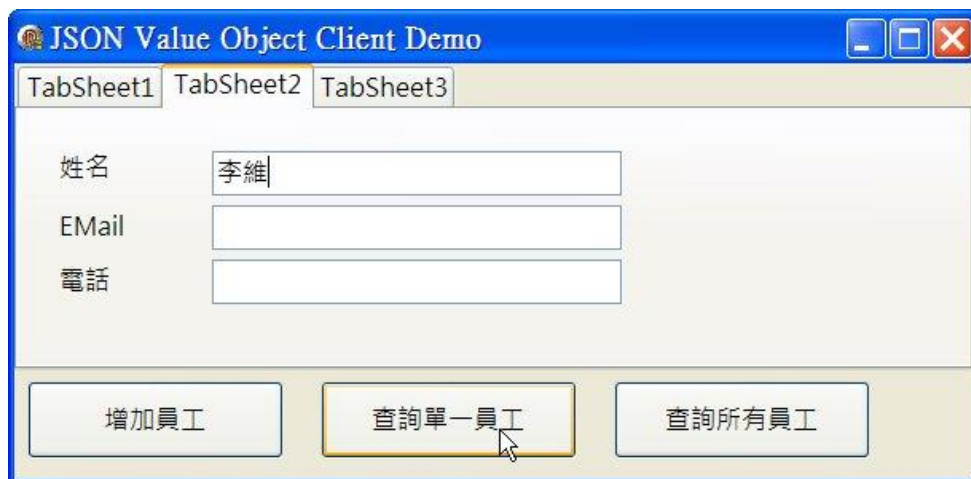 JSON Value Object Client Demo
TabSheet1 TabSheet2 TabSheet3
姓名 李維
EMail
電話
增加員工 查詢單一員工 查詢所有員工